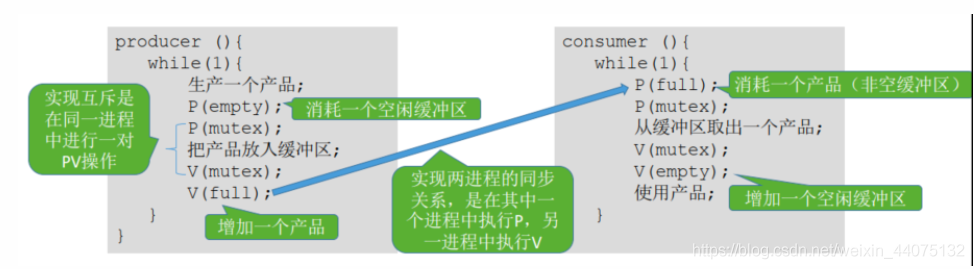 producer (){
while(1){
生产一个产品;
P(empty);
消耗一个空闲缓冲区
P(mutex);
把产品放入缓冲区;
V(mutex);
V(full);
}
}
实现互斥是
在同一进程
中进行一对
PV操作
增加一个产品
实现两进程的同步
关系，是在其中一
个进程中执行P，另
一进程中执行V
consumer (){
while(1){
P(full);
消耗一个产品（非空缓冲区）
P(mutex);
从缓冲区取出一个产品;
V(mutex);
V(empty);
使用产品;
增加一个空闲缓冲区
}
}
https://blog.csdn.net/weixin_44075132